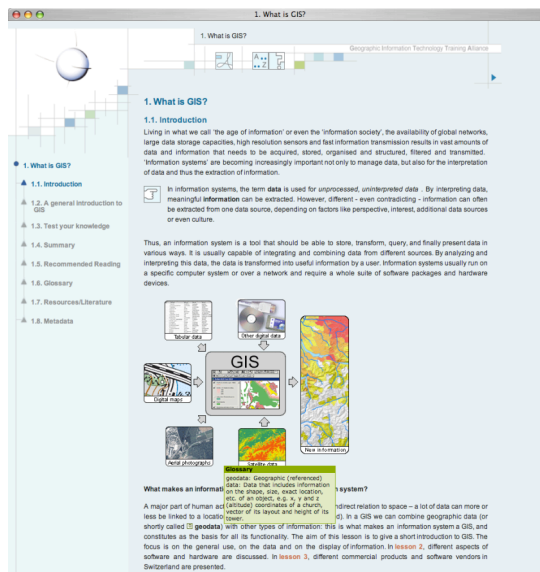 1. What is GIS?
1. What is GIS?
Geographic Information Technology Training Alliance
A
Z
1. What is GIS?
1.1. Introduction
1.2. A general Introduction to
GIS
1.3. Test your knowledge
1.4. Summary
1.5. Recommended Reading
1.6. Glossary
1.7. Resources/Literature
1.8. Metadata
1. What is GIS?
1.1. Introduction
Living in what we call 'the age of information' or even the 'information society', the availability of global networks,
large data storage capacities, high resolution sensors and fast information transmission results in vast amounts of
data and information that needs to be acquired, stored, organised and structured, filtered and transmitted.
'Information systems' are becoming increasingly important not only to manage data, but also for the interpretation
of data and thus the extraction of information.
In information systems, the term data is used for unprocessed, uninterpreted data . By interpreting data,
meaningful information can be extracted. However, different - even contradicting - information can often
be extracted from one data source, depending on factors like perspective, interest, additional data sources
or even culture.
Thus, an information system is a tool that should be able to store, transform, query, and finally present data in
various ways. It is usually capable of integrating and combining data from different sources. By analyzing and
interpreting this data, the data is transformed into useful information by a user. Information systems usually run on
a specific computer system or over a network and require a whole suite of software packages and hardware
devices.
Tabular data
Other digital data
GIS
Digital maps
Aerial photographs
Satellite data
New information
Glossary
geodata: Geographic (referenced)
data: Data that includes information
on the shape, size, exact location,
etc. of an object, e.g. x, y and z
(altitude) coordinates of a church,
vector of its layout and height of its
tower.
What makes an informati n system?
A major part of human act ndirect relation to space – a lot of data can more or
less be linked to a locatio d). In a GIS we can combine geographic data (or
shortly called geodata) with other types of information: this is what makes an information system a GIS, and
constitutes as the basis for all its functionality. The aim of this lesson is to give a short introduction to GIS. The
focus is on the general use, on the data and on the display of information. In lesson 2, different aspects of
software and hardware are discussed. In lesson 3, different commercial products and software vendors in
Switzerland are presented.